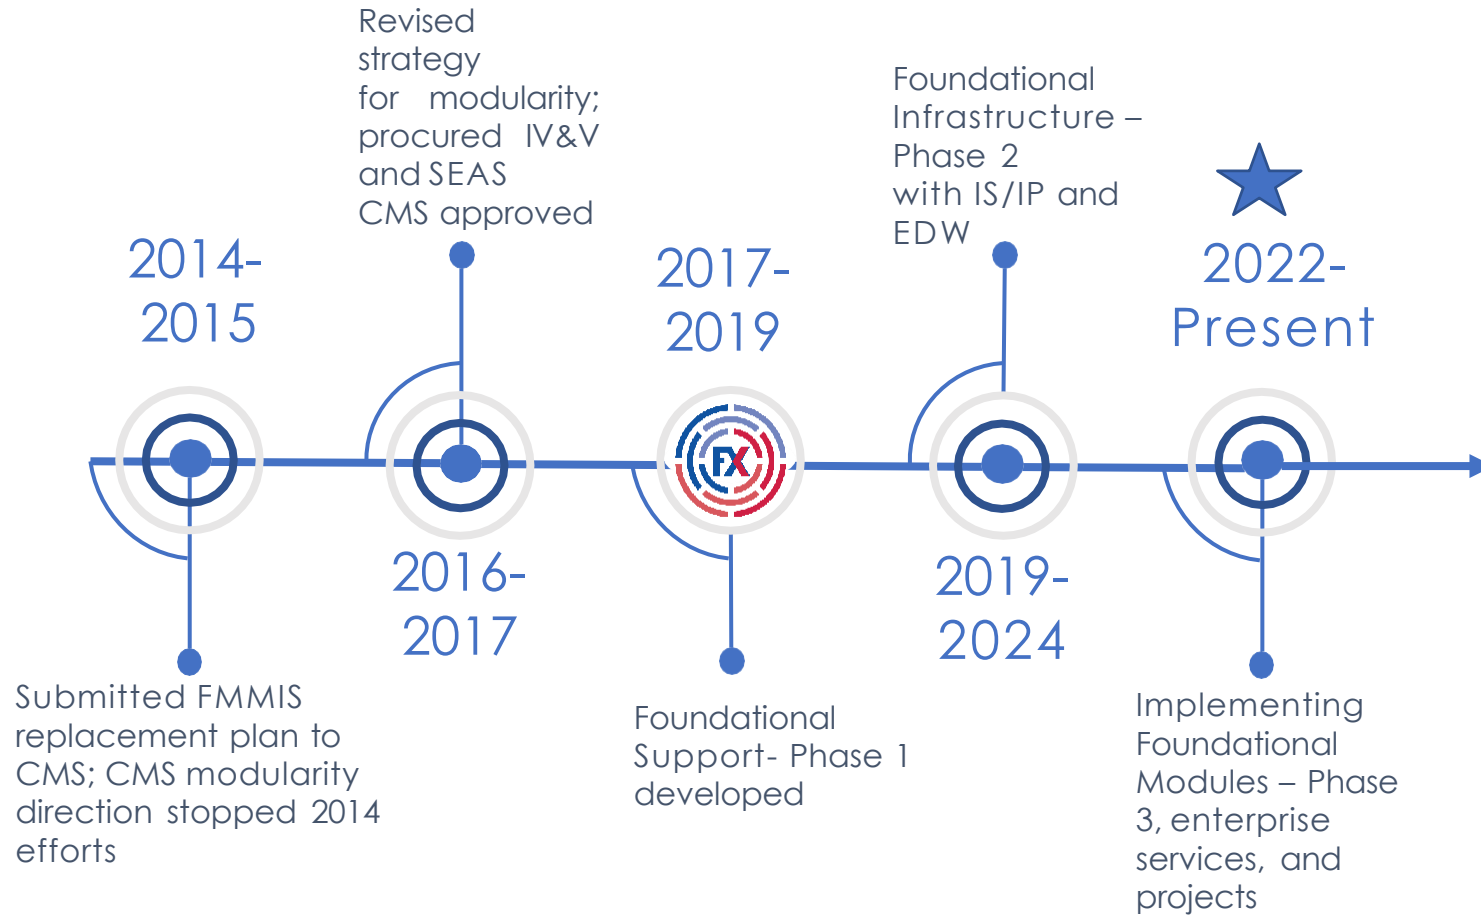 2014-
2015
Submitted FMMIS
replacement plan to
CMS; CMS modularity
direction stopped 2014
efforts
Revised
strategy
for modularity;
procured IV&V
and SEAS
CMS approved
2016-
2017
2017-
2019
FX
Foundational
Support- Phase 1
developed
Foundational
Infrastructure –
Phase 2
with IS/IP and
EDW
2019-
2024
2022-
Present
Implementing
Foundational
Modules – Phase
3, enterprise
services, and
projects